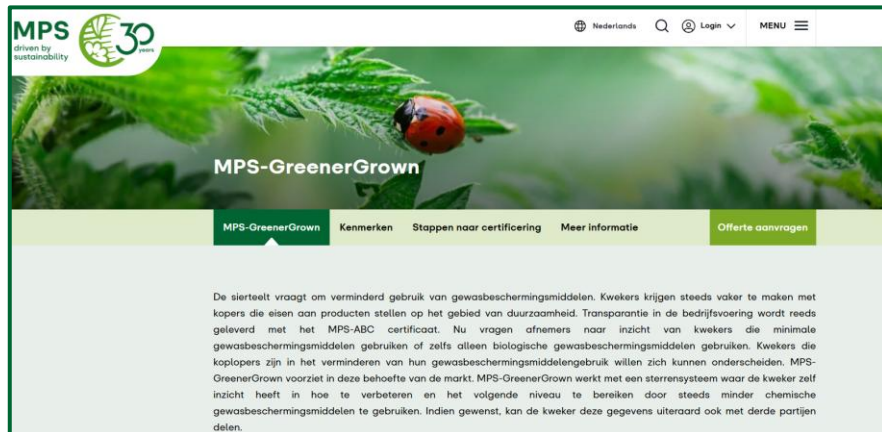 MPS
driven by
sustainability
30
years
Nederlands
Login
MENU
MPS-GreenerGrown
MPS-GreenerGrown
Kenmerken
Stappen naar certificering
Meer informatie
Offerte aanvragen
De sierteelt vraagt om verminderd gebruik van gewasbeschermingsmiddelen. Kwekers krijgen steeds vaker te maken met
kopers die eisen aan producten stellen op het gebied van duurzaamheid. Transparantie in de bedrijfsvoering wordt reeds
geleverd met het MPS-ABC certificaat. Nu vragen afnemers naar inzicht van kwekers die minimale
gewasbeschermingsmiddelen gebruiken of zelfs alleen biologische gewasbeschermingsmiddelen gebruiken. Kwekers die
koplopers zijn in het verminderen van hun gewasbeschermingsmiddelengebruik willen zich kunnen onderscheiden. MPS-
GreenerGrown voorziet in deze behoefte van de markt. MPS-GreenerGrown werkt met een sterrensysteem waar de kweker zelf
inzicht heeft in hoe te verbeteren en het volgende niveau te bereiken door steeds minder chemische
gewasbeschermingsmiddelen te gebruiken. Indien gewenst, kan de kweker deze gegevens uiteraard ook met derde partijen
delen.